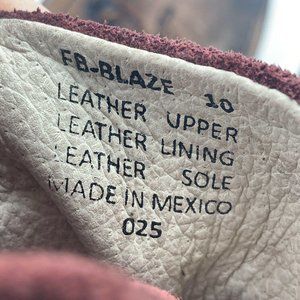 FB-BLAZE 10
LEATHER UPPER
LEATHER LINING
LEATHER SOLE
MADE IN MEXICO
025